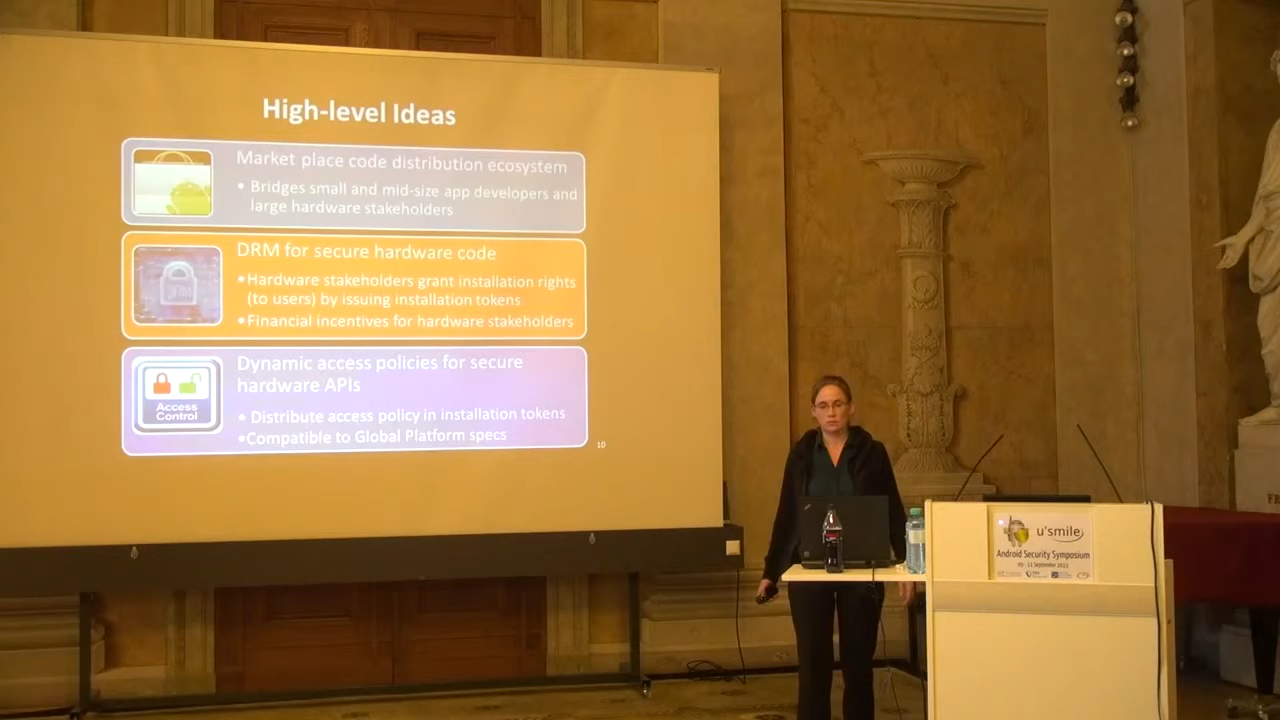 High-level Ideas
Market place code distribution ecosystem
• Bridges small and mid-size app developers and
large hardware stakeholders
DRM for secure hardware code
•Hardware stakeholders grant installation rights
(to users) by issuing installation tokens
•Financial incentives for hardware stakeholders
Access
Control
Dynamic access policies for secure
hardware APIs
• Distribute access policy in installation tokens
•Compatible to Global Platform specs
10
u'smile
Android Security Symposium